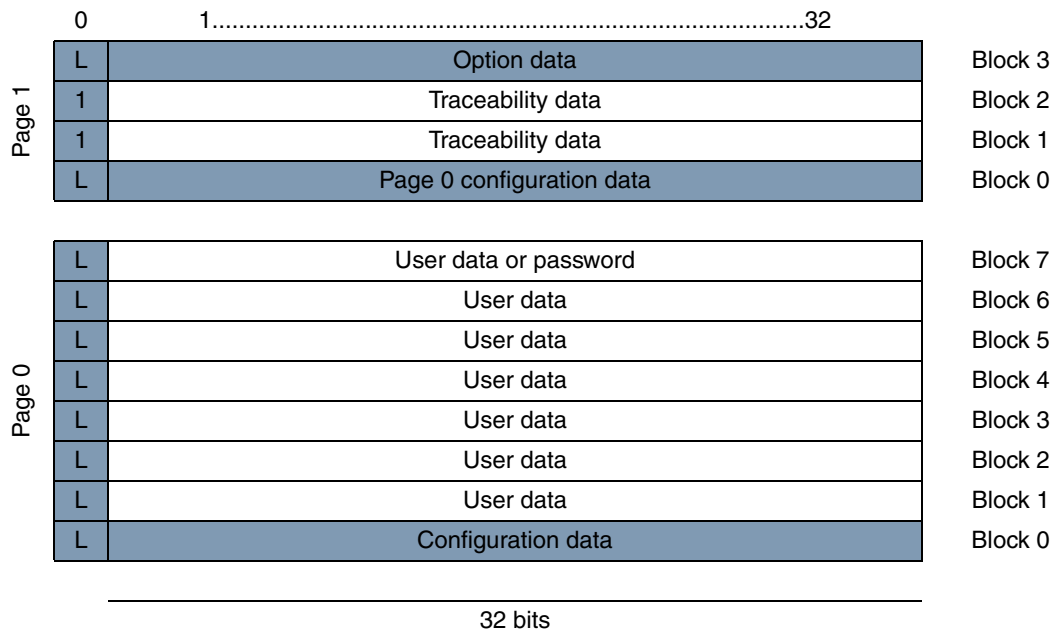 0 1..........................................................................................32
Page 1
L Option data Block 3
1 Traceability data Block 2
1 Traceability data Block 1
L Page 0 configuration data Block 0
Page 0
L User data or password Block 7
L User data Block 6
L User data Block 5
L User data Block 4
L User data Block 3
L User data Block 2
L User data Block 1
L Configuration data Block 0
32 bits